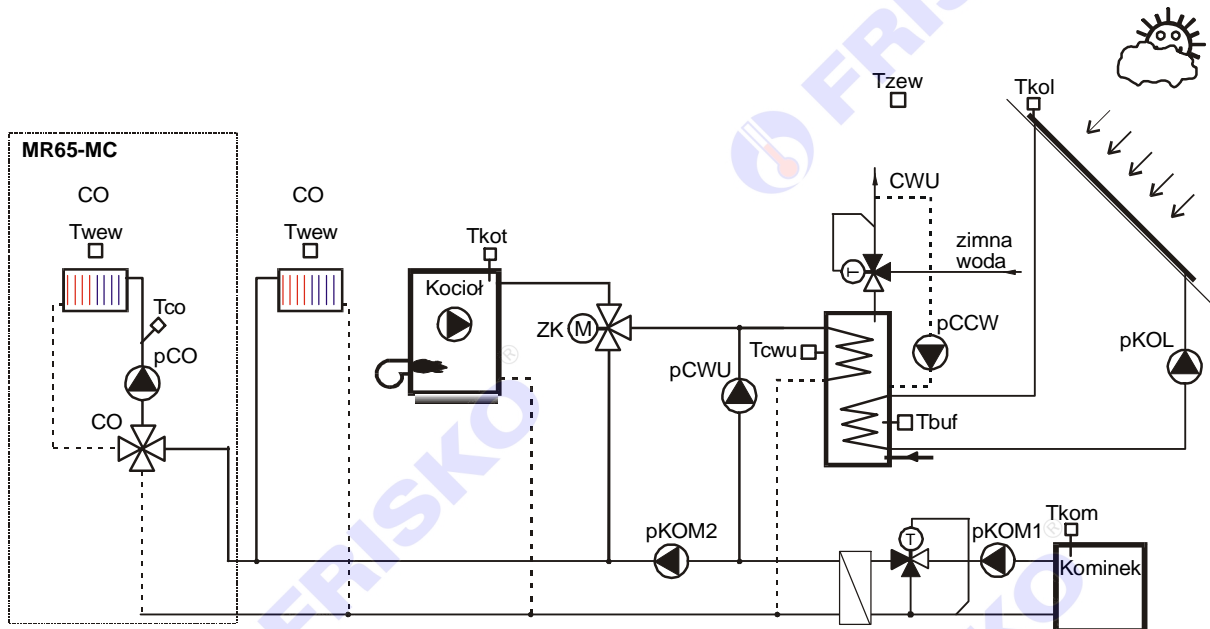 FRISKO
Tzew
Tkol
MR65-MC
CO
CO
CWU
Twew
Twew
Tkot
zimna
woda
Kocioł
Tco
ZK
M
T
pCCW
pCO
Tcwu
pKOL
pCWU
CO
Tbuf
®
FRISKO
Tkom
pKOM2
T
pKOM1
®
Kominek
FRISKO